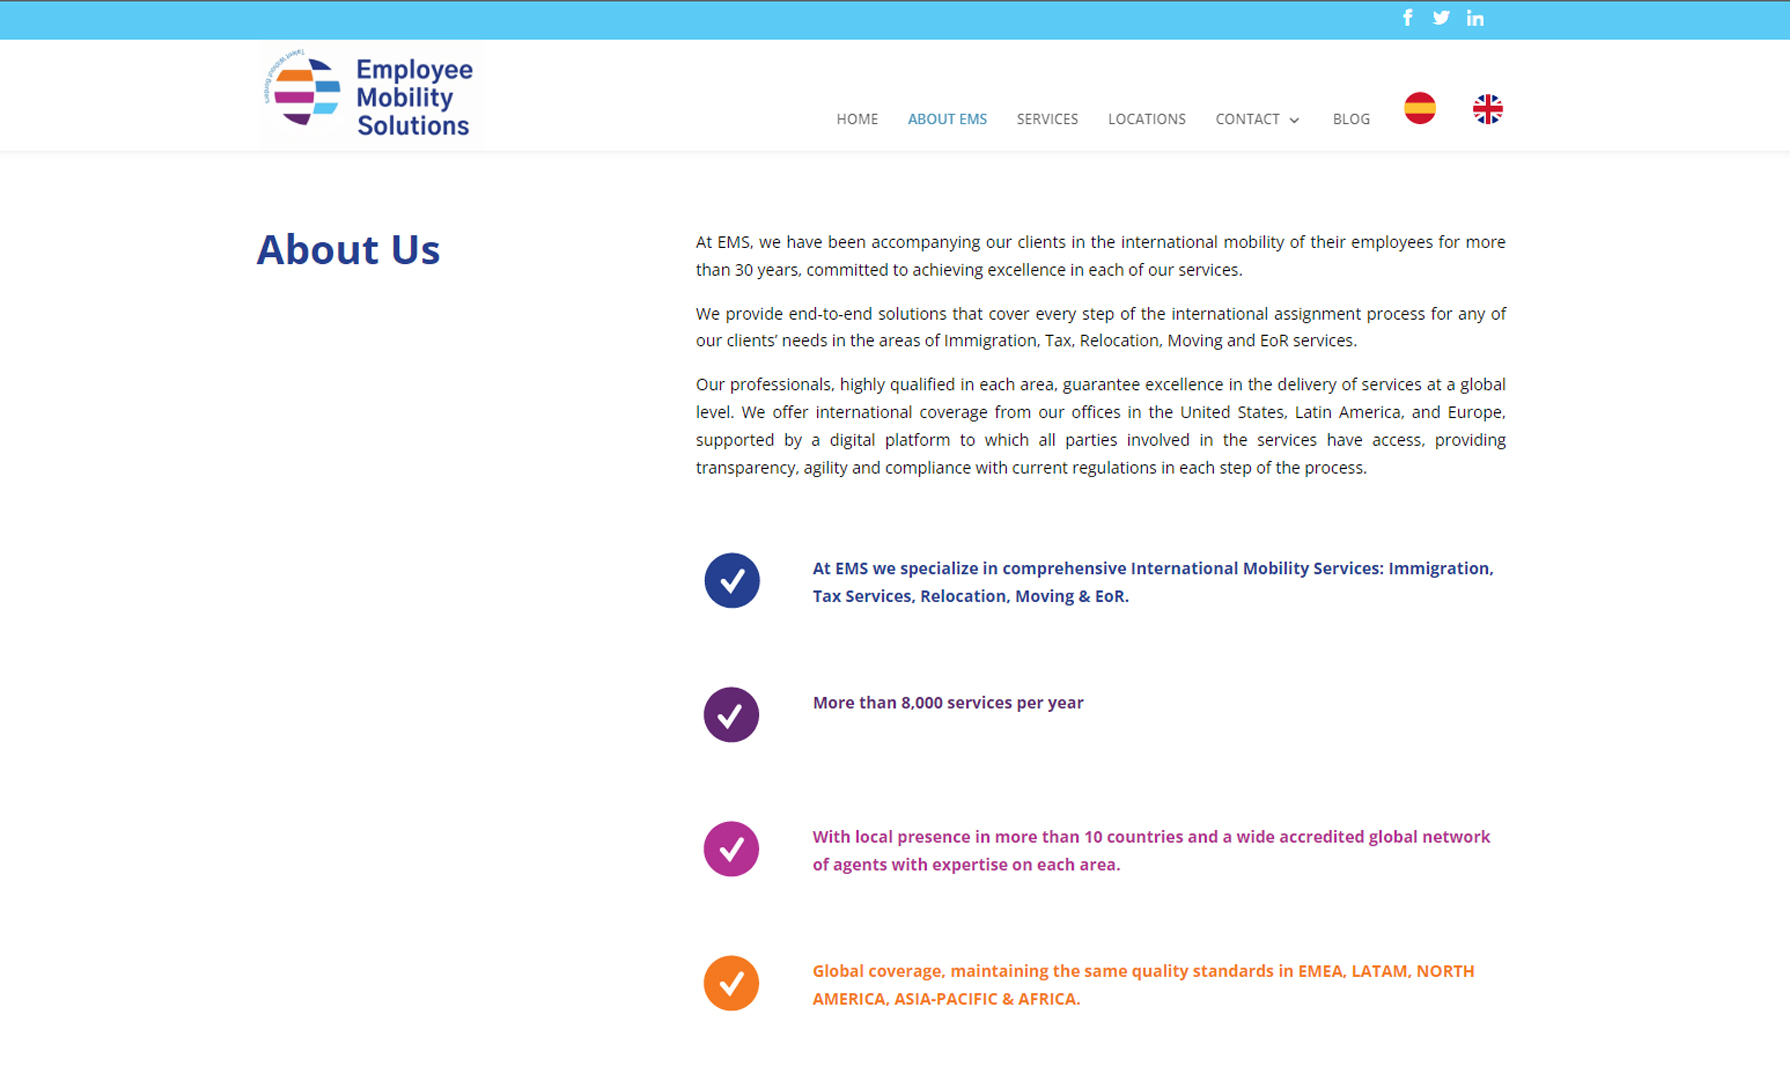 Talent Without Borders
Employee
Mobility
Solutions
HOME ABOUT EMS SERVICES LOCATIONS CONTACT BLOG
About Us
At EMS, we have been accompanying our clients in the international mobility of their employees for more
than 30 years, committed to achieving excellence in each of our services.
We provide end-to-end solutions that cover every step of the international assignment process for any of
our clients’ needs in the areas of Immigration, Tax, Relocation, Moving and EoR services.
Our professionals, highly qualified in each area, guarantee excellence in the delivery of services at a global
level. We offer international coverage from our offices in the United States, Latin America, and Europe,
supported by a digital platform to which all parties involved in the services have access, providing
transparency, agility and compliance with current regulations in each step of the process.
At EMS we specialize in comprehensive International Mobility Services: Immigration,
Tax Services, Relocation, Moving & EoR.
More than 8,000 services per year
With local presence in more than 10 countries and a wide accredited global network
of agents with expertise on each area.
Global coverage, maintaining the same quality standards in EMEA, LATAM, NORTH
AMERICA, ASIA-PACIFIC & AFRICA.